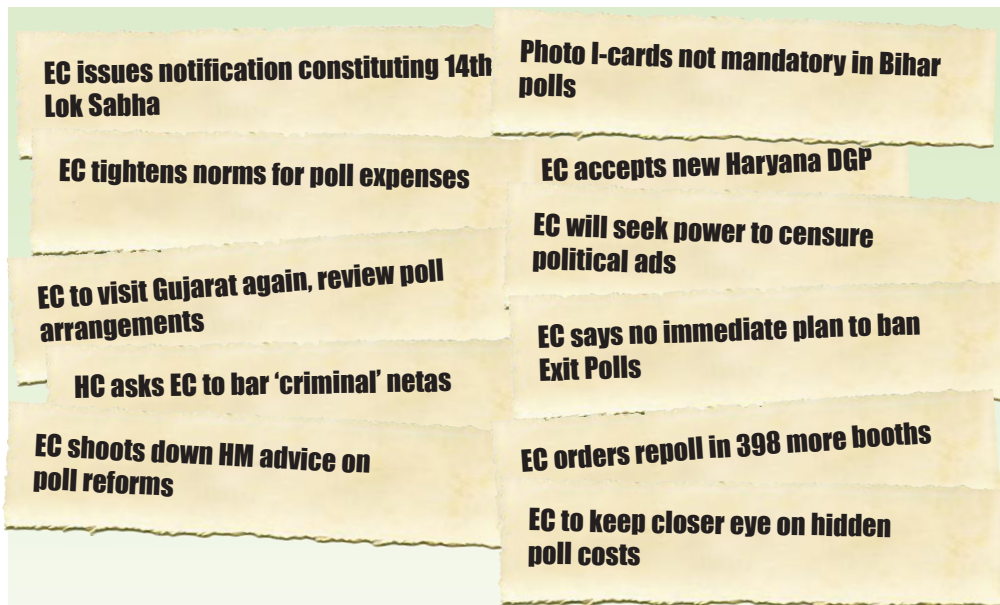 EC issues notification constituting 14th
Lok Sabha
EC tightens norms for poll expenses
EC to visit Gujarat again, review poll
arrangements
HC asks EC to bar ‘criminal’ netas
EC shoots down HM advice on
poll reforms
Photo I-cards not mandatory in Bihar
polls
EC accepts new Haryana DGP
EC will seek power to censure
political ads
EC says no immediate plan to ban
Exit Polls
EC orders repoll in 398 more booths
EC to keep closer eye on hidden
poll costs